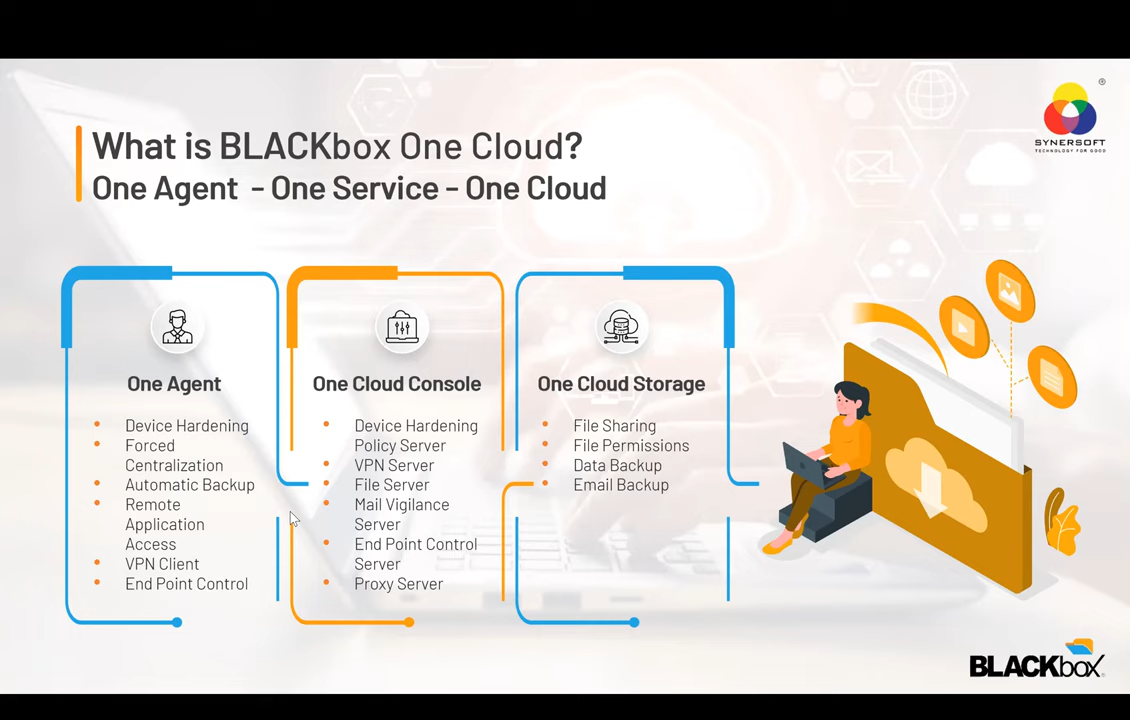 ®
SYNERSOFT
TECHNOLOGY FOR GOOD
What is BLACKbox One Cloud?
One Agent - One Service - One Cloud
One Agent
Device Hardening
Forced
Centralization
Automatic Backup
Remote
Application
Access
VPN Client
End Point Control
One Cloud Console
Device Hardening
Policy Server
VPN Server
File Server
Mail Vigilance
Server
End Point Control
Server
Proxy Server
One Cloud Storage
File Sharing
File Permissions
Data Backup
Email Backup
BLACKbox